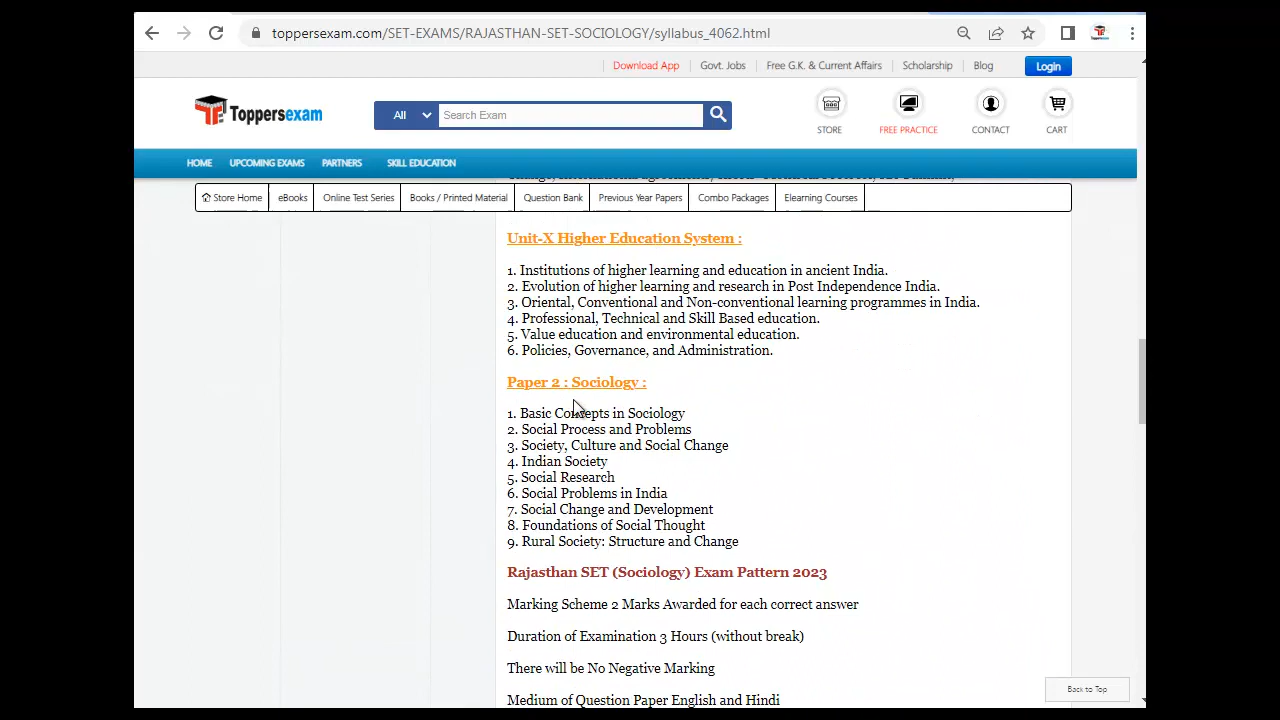 toppersexam.com/SET-EXAMS/RAJASTHAN-SET-SOCIOLOGY/syllabus_4062.html
Download App Govt. Jobs Free G.K. & Current Affairs Scholarship Blog Login
Toppersexam
All Search Exam
STORE FREE PRACTICE CONTACT CART
HOME UPCOMING EXAMS PARTNERS SKILL EDUCATION
Store Home eBooks Online Test Series Books / Printed Material Question Bank Previous Year Papers Combo Packages Elearning Courses
Unit-X Higher Education System :
1. Institutions of higher learning and education in ancient India.
2. Evolution of higher learning and research in Post Independence India.
3. Oriental, Conventional and Non-conventional learning programmes in India.
4. Professional, Technical and Skill Based education.
5. Value education and environmental education.
6. Policies, Governance, and Administration.
Paper 2 : Sociology :
1. Basic Concepts in Sociology
2. Social Process and Problems
3. Society, Culture and Social Change
4. Indian Society
5. Social Research
6. Social Problems in India
7. Social Change and Development
8. Foundations of Social Thought
9. Rural Society: Structure and Change
Rajasthan SET (Sociology) Exam Pattern 2023
Marking Scheme 2 Marks Awarded for each correct answer
Duration of Examination 3 Hours (without break)
There will be No Negative Marking
Medium of Question Paper English and Hindi
Back to Top